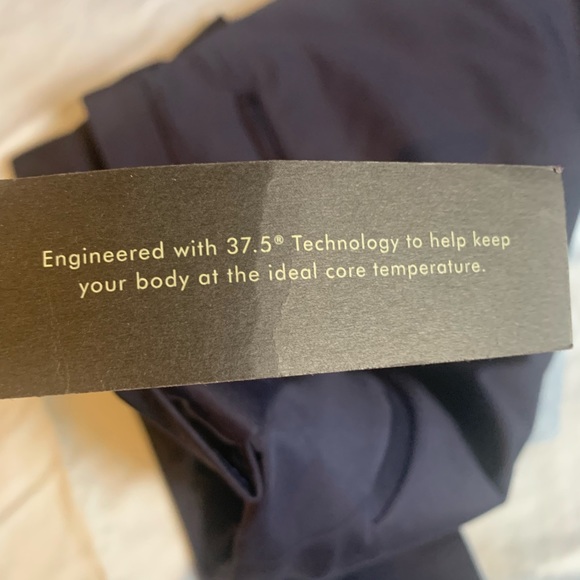 Engineered with 37.5® Technology to help keep
your body at the ideal core temperature.